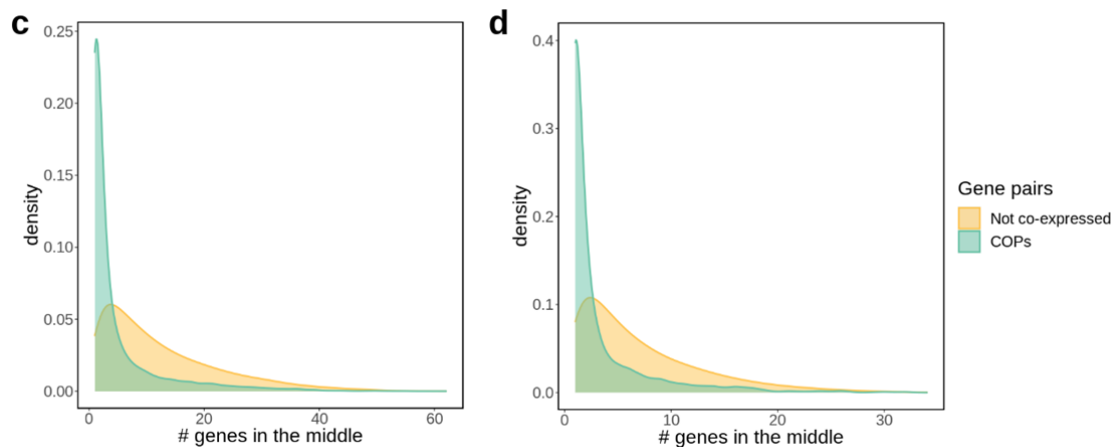 c
0.25
0.20
0.15
0.10
0.05
0.00
density
0 20 40 60
# genes in the middle
d
0.4
0.3
0.2
0.1
0.0
density
0 10 20 30
# genes in the middle
Gene pairs
Not co-expressed
COPs